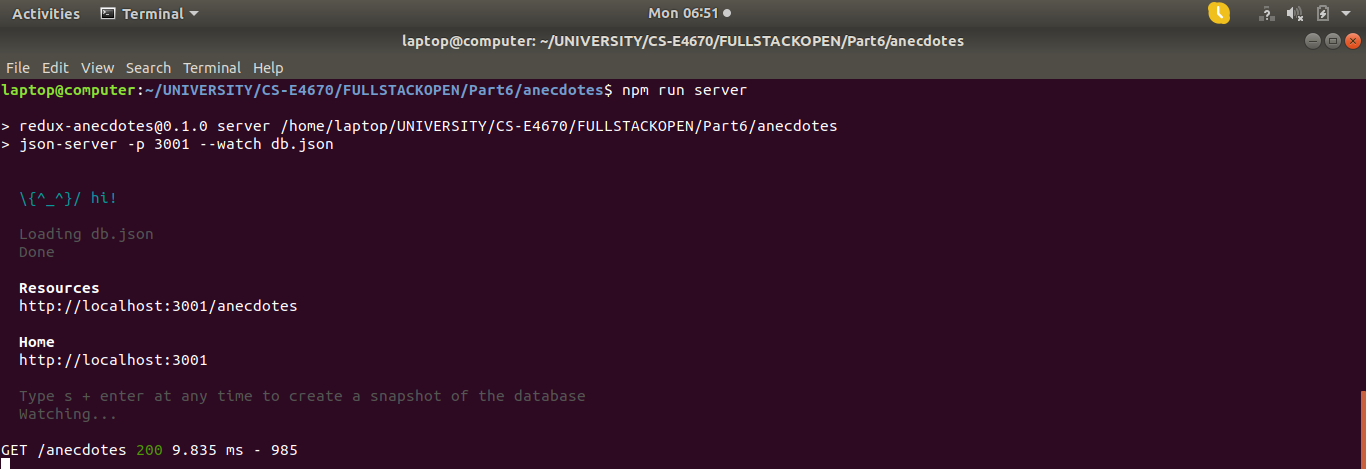 Activities Terminal Mon 06:51
laptop@computer: ~/UNIVERSITY/CS-E4670/FULLSTACKOPEN/Part6/anecdotes
File Edit View Search Terminal Help
laptop@computer:~/UNIVERSITY/CS-E4670/FULLSTACKOPEN/Part6/anecdotes$ npm run server
> redux-anecdotes@0.1.0 server /home/laptop/UNIVERSITY/CS-E4670/FULLSTACKOPEN/Part6/anecdotes
> json-server -p 3001 --watch db.json
\{^_^}/ hi!
Loading db.json
Done
Resources
http://localhost:3001/anecdotes
Home
http://localhost:3001
Type s + enter at any time to create a snapshot of the database
Watching...
GET /anecdotes 200 9.835 ms - 985